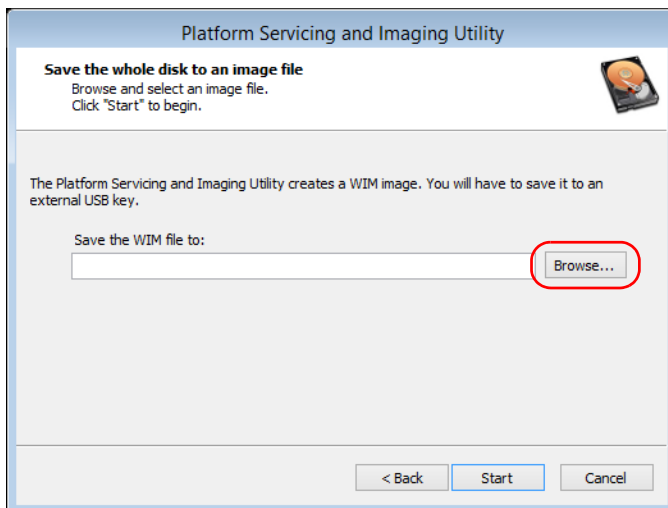 Platform Servicing and Imaging Utility
Save the whole disk to an image file
Browse and select an image file.
Click "Start" to begin.
The Platform Servicing and Imaging Utility creates a WIM image. You will have to save it to an
external USB key.
Save the WIM file to:
Browse...
< Back Start Cancel